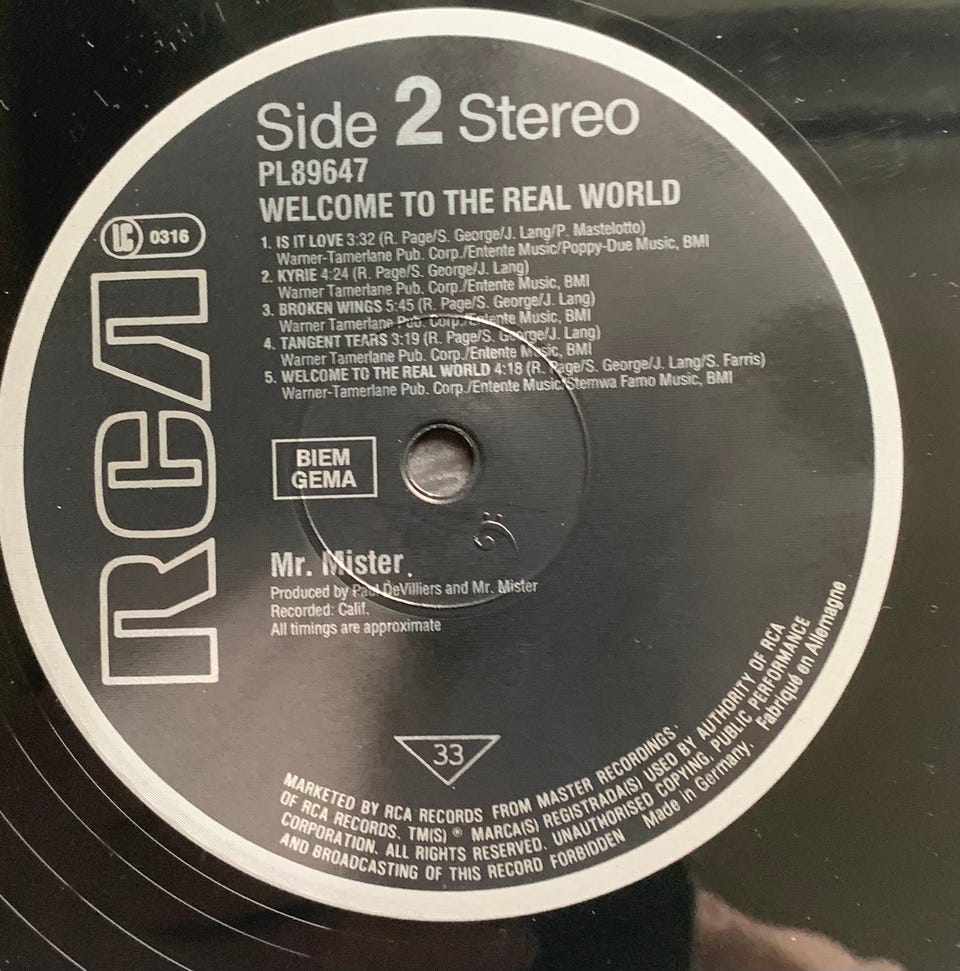 Side 2 Stereo
PL89647
WELCOME TO THE REAL WORLD
1. IS IT LOVE 3:32 (R. Page/S. George/J. Lang/P. Mastelotto)
Warner-Tamerlane Pub. Corp./Entente Music/Poppy-Due Music, BMI
2. KYRIE 4:24 (R. Page/S. George/J. Lang)
Warner Tamerlane Pub. Corp./Entente Music, BMI
3. BROKEN WINGS 5:45 (R. Page/S. George/J. Lang)
Warner Tamerlane Pub. Corp./Entente Music, BMI
4. TANGENT TEARS 3:19 (R. Page/S. George/J. Lang)
Warner Tamerlane Pub. Corp./Entente Music, BMI
5. WELCOME TO THE REAL WORLD 4:18 (R. Page/S. George/J. Lang/S. Farris)
Warner-Tamerlane Pub. Corp./Entente Music/Stemwa Famo Music, BMI
LC 0316
RCA
BIEM
GEMA
Mr. Mister.
Produced by Paul DeVilliers and Mr. Mister
Recorded: Calif.
All timings are approximate
33
MARKETED BY RCA RECORDS FROM MASTER RECORDINGS
OF RCA RECORDS. TM(S) ® MARCA(S) REGISTRADA(S) USED BY AUTHORITY OF RCA
CORPORATION. ALL RIGHTS RESERVED. UNAUTHORISED COPYING, PUBLIC PERFORMANCE
AND BROADCASTING OF THIS RECORD FORBIDDEN Made in Germany. Fabriqué en Allemagne